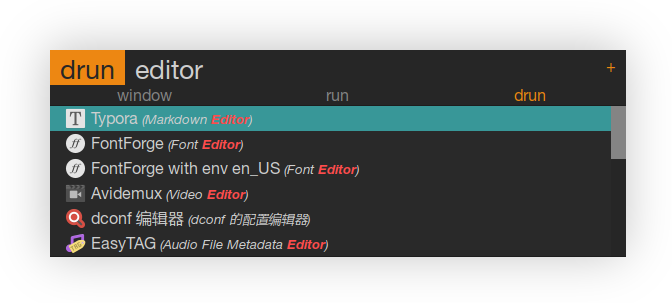 drun editor +
window run drun
Typora (Markdown Editor)
FontForge (Font Editor)
FontForge with env en_US (Font Editor)
Avidemux (Video Editor)
dconf 编辑器 (dconf 的配置编辑器)
EasyTAG (Audio File Metadata Editor)